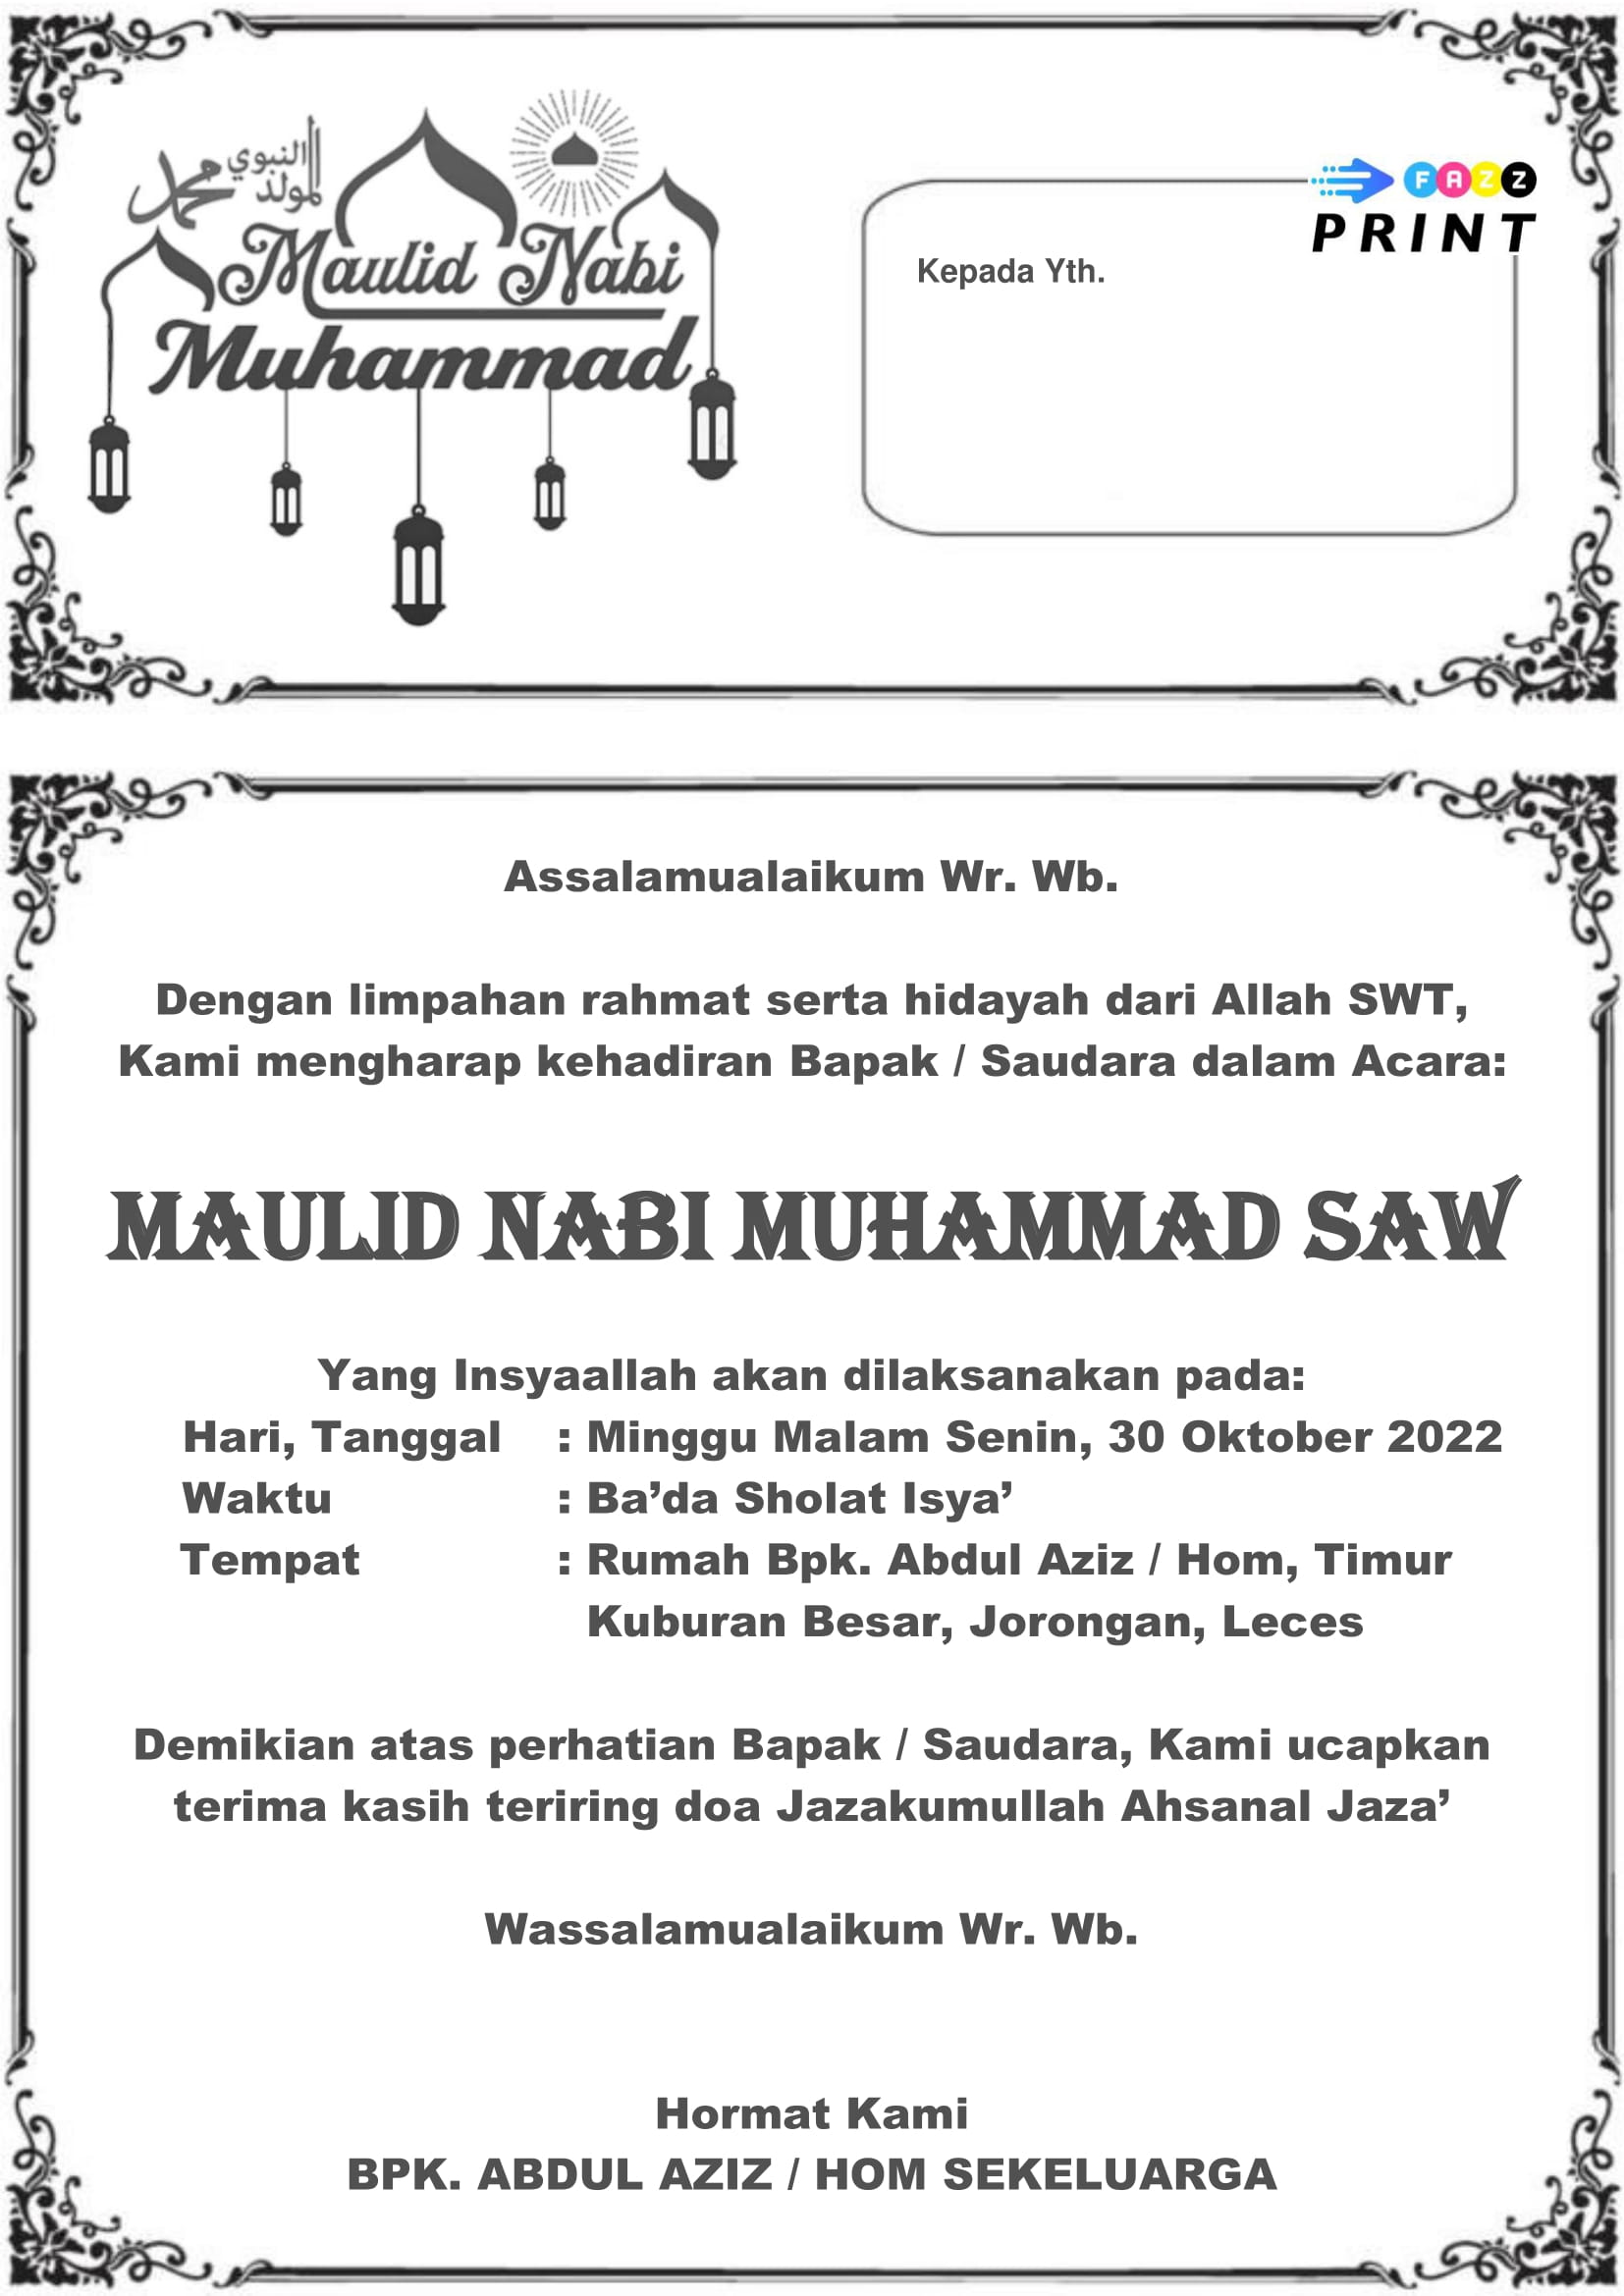 المولد النبوي
محمد
Maulid Nabi
Muhammad
FAZZ
PRINT
Kepada Yth.
Assalamualaikum Wr. Wb.
Dengan limpahan rahmat serta hidayah dari Allah SWT,
Kami mengharap kehadiran Bapak / Saudara dalam Acara:
MAULID NABI MUHAMMAD SAW
Yang Insyaallah akan dilaksanakan pada:
Hari, Tanggal : Minggu Malam Senin, 30 Oktober 2022
Waktu : Ba’da Sholat Isya’
Tempat : Rumah Bpk. Abdul Aziz / Hom, Timur
Kuburan Besar, Jorongan, Leces
Demikian atas perhatian Bapak / Saudara, Kami ucapkan
terima kasih teriring doa Jazakumullah Ahsanal Jaza’
Wassalamualaikum Wr. Wb.
Hormat Kami
BPK. ABDUL AZIZ / HOM SEKELUARGA